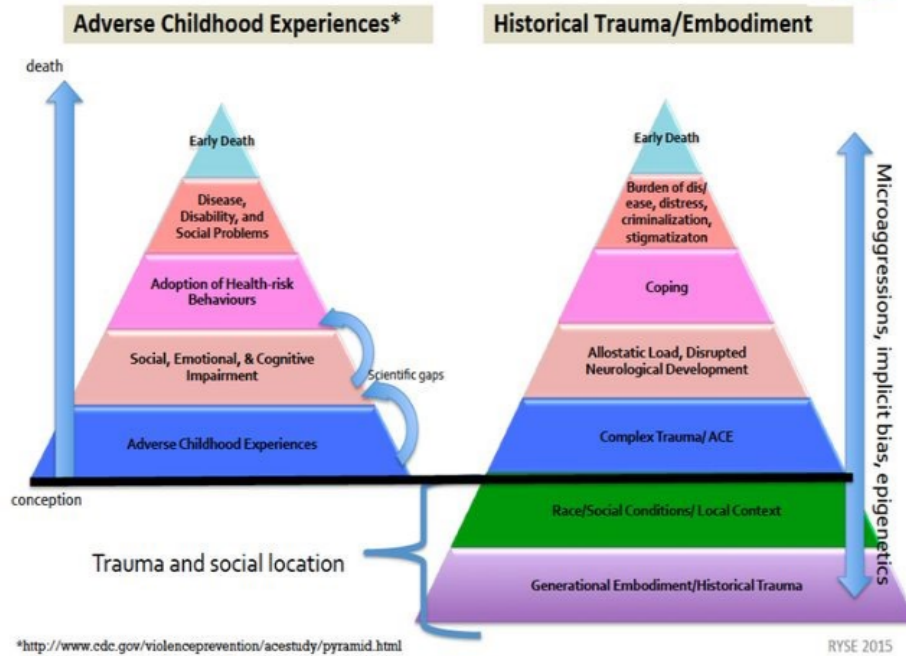 Adverse Childhood Experiences*
Historical Trauma/Embodiment
death
Early Death
Disease,
Disability, and
Social Problems
Adoption of Health-risk
Behaviours
Social, Emotional, & Cognitive
Impairment
Scientific gaps
Adverse Childhood Experiences
conception
Early Death
Burden of dis/
ease, distress,
criminalization,
stigmatizaton
Coping
Allostatic Load, Disrupted
Neurological Development
Complex Trauma/ ACE
Race/Social Conditions/ Local Context
Generational Embodiment/Historical Trauma
Microaggressions, implicit bias, epigenetics
Trauma and social location
*http://www.cdc.gov/violenceprevention/acestudy/pyramid.html
RYSE 2015